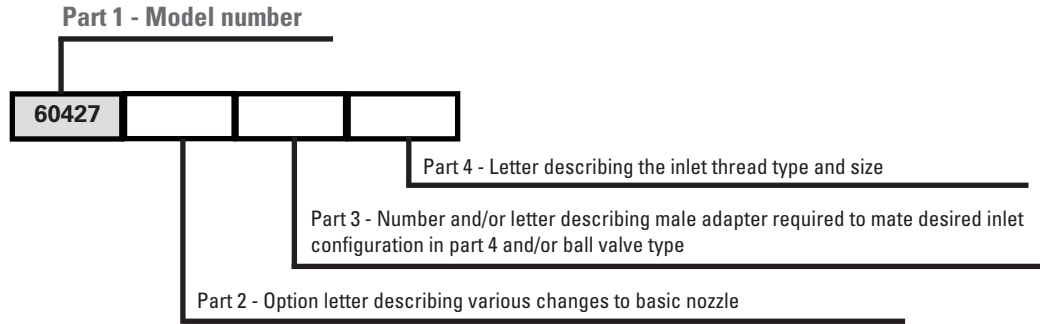 Part 1 - Model number
60427
Part 4 - Letter describing the inlet thread type and size
Part 3 - Number and/or letter describing male adapter required to mate desired inlet
configuration in part 4 and/or ball valve type
Part 2 - Option letter describing various changes to basic nozzle